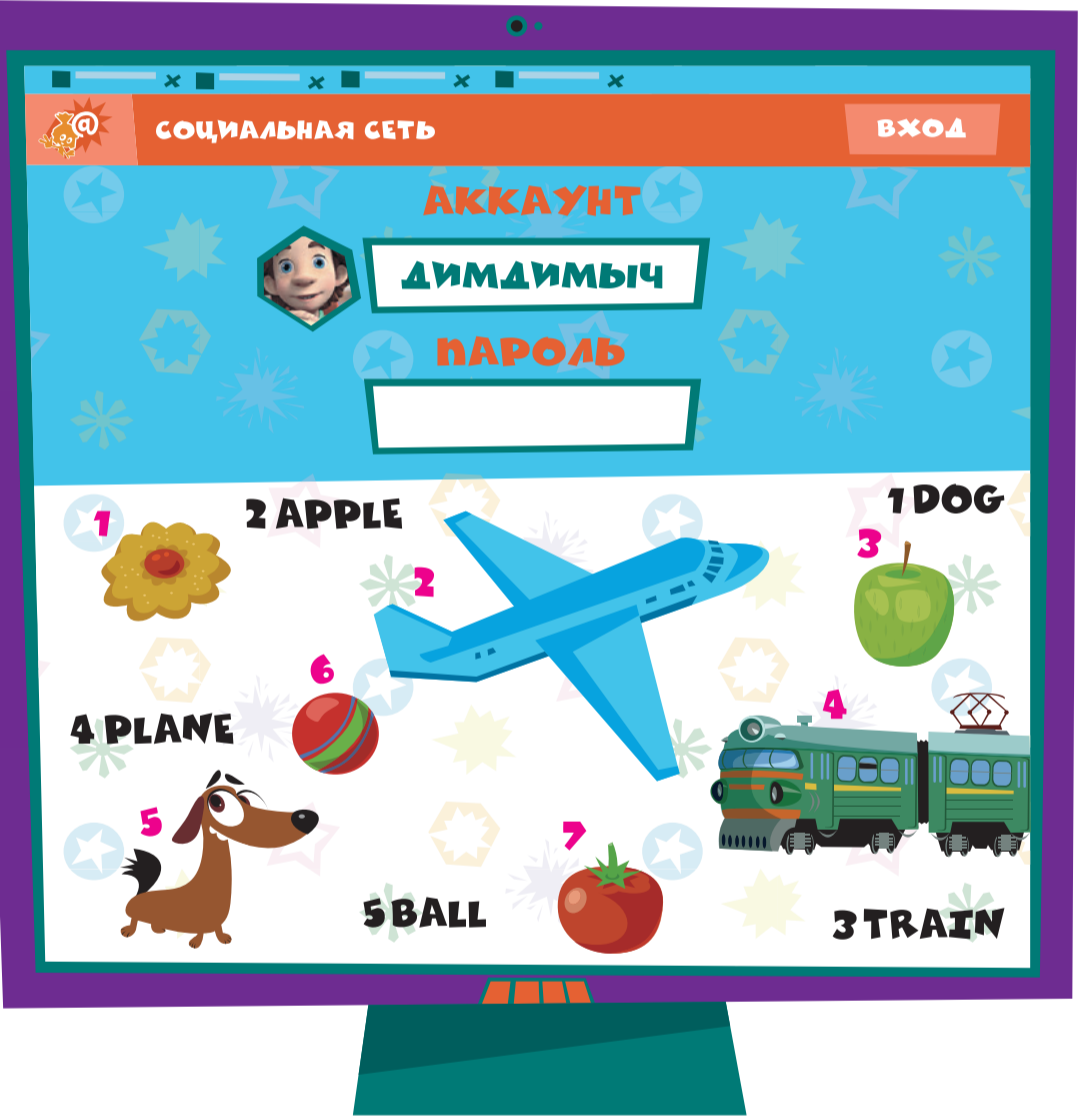 @
СОЦИАЛЬНАЯ СЕТЬ
ВХОД
АККАУНТ
ДИМДИМЫЧ
ПАРОЛЬ
1
2 APPLE
1 DOG
3
2
6
4
4 PLANE
5
7
5 BALL
3 TRAIN